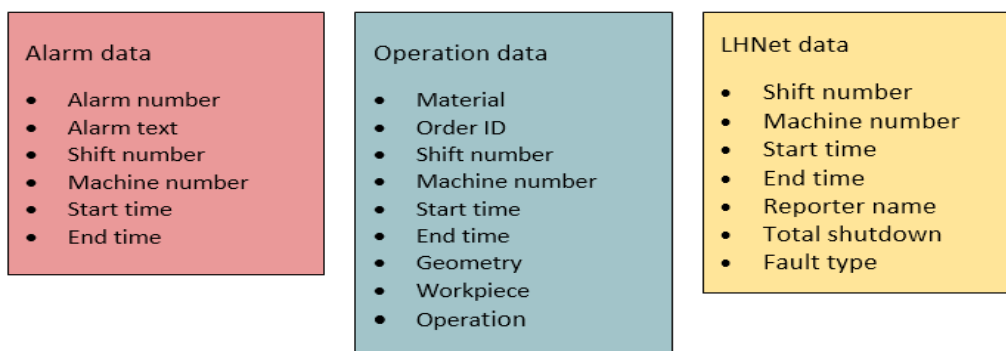 Alarm data
• Alarm number
• Alarm text
• Shift number
• Machine number
• Start time
• End time
Operation data
• Material
• Order ID
• Shift number
• Machine number
• Start time
• End time
• Geometry
• Workpiece
• Operation
LHNet data
• Shift number
• Machine number
• Start time
• End time
• Reporter name
• Total shutdown
• Fault type